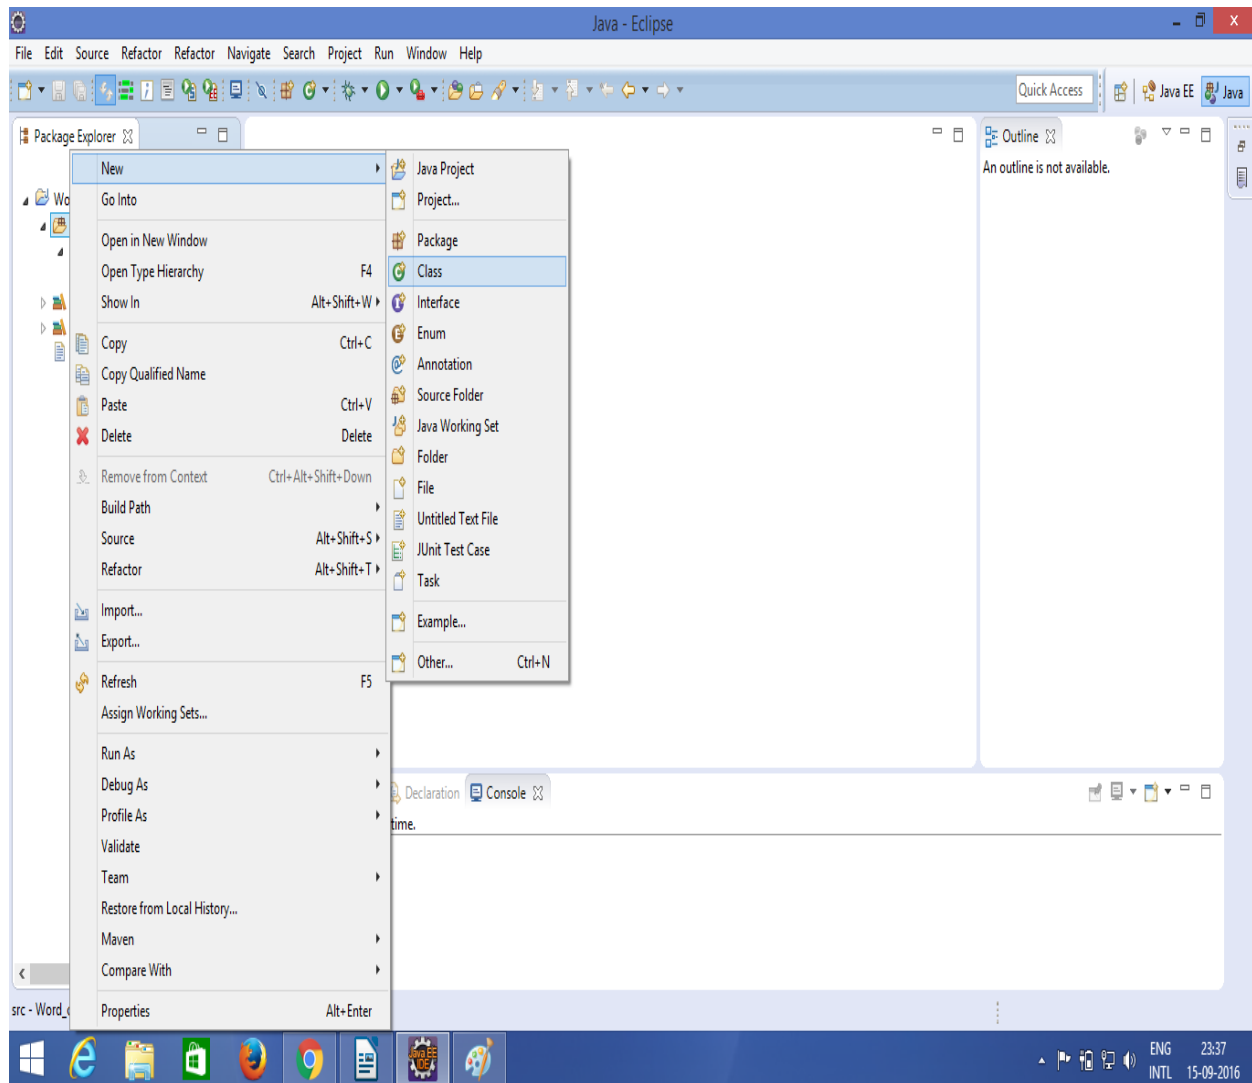 Java - Eclipse
File Edit Source Refactor Refactor Navigate Search Project Run Window Help
Quick Access Java EE Java
Package Explorer
Outline
An outline is not available.
New
Go Into
Open in New Window
Open Type Hierarchy F4
Show In Alt+Shift+W
Copy Ctrl+C
Copy Qualified Name
Paste Ctrl+V
Delete Delete
Remove from Context Ctrl+Alt+Shift+Down
Build Path
Source Alt+Shift+S
Refactor Alt+Shift+T
Import...
Export...
Refresh F5
Assign Working Sets...
Run As
Debug As
Profile As
Validate
Team
Restore from Local History...
Maven
Compare With
Properties Alt+Enter
Java Project
Project...
Package
Class
Interface
Enum
Annotation
Source Folder
Java Working Set
Folder
File
Untitled Text File
JUnit Test Case
Task
Example...
Other... Ctrl+N
Declaration Console
time.
src - Word_
Java EE
IDE
ENG 23:37
INTL 15-09-2016